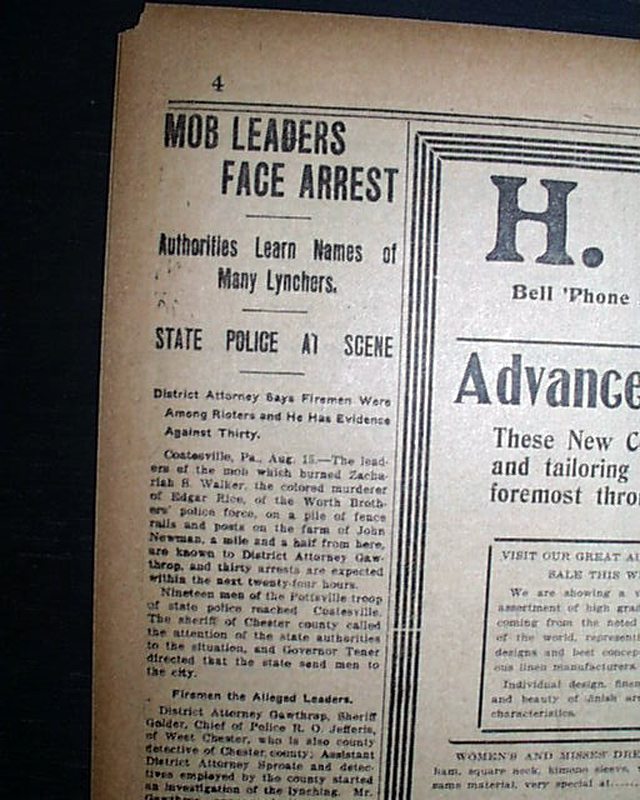 4
MOB LEADERS
FACE ARREST
Authorities Learn Names of
Many Lynchers.
STATE POLICE AT SCENE
District Attorney Says Firemen Were
Among Rioters and He Has Evidence
Against Thirty.
Coatesville, Pa., Aug. 15.—The lead-
ers of the mob which burned Zacha-
riah S. Walker, the colored murderer
of Edgar Rice, of the Worth Broth-
ers' police force, on a pile of fence
rails and posts on the farm of John
Newman, a mile and a half from here,
are known to District Attorney Gaw-
throp, and thirty arrests are expected
within the next twenty-four hours.
Nineteen men of the Pottsville troop
of state police reached Coatesville.
The sheriff of Chester county called
the attention of the state authorities
to the situation, and Governor Tener
directed that the state send men to
the city.
Firemen the Alleged Leaders.
District Attorney Gawthrop, Sheriff
Golder, Chief of Police R. O. Jefferis,
of West Chester, who is also county
detective of Chester county; Assistant
District Attorney Sproate and detec-
tives employed by the county started
an investigation of the lynching. Mr.
H.
Bell 'Phone
Advance
These New C
and tailoring
foremost thro
VISIT OUR GREAT AU
SALE THIS W
We are showing a v
assortment of high grad
coming from the noted
of the world, represent
designs and best concep
ous linen manufacturers.
Individual design, finen
and beauty of finish ar
characteristics.
WOMEN'S AND MISSES' DRE
ham, square neck, kimono sleeve,
same material, very special at